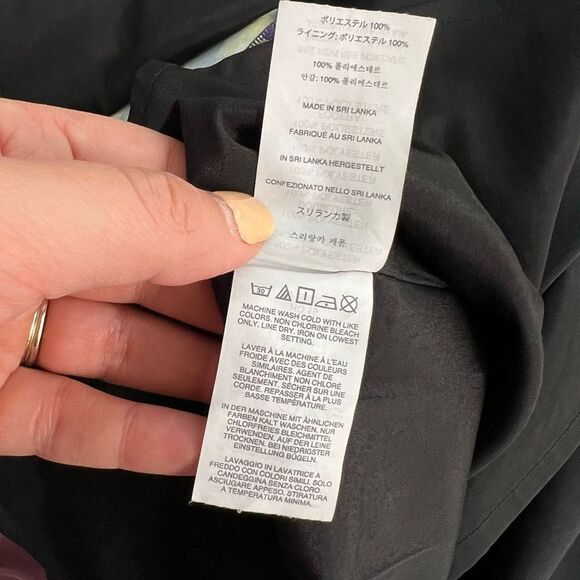 ポリエステル 100%
ライニング: ポリエステル 100%
100% 폴리에스테르
안감: 100% 폴리에스테르
MADE IN SRI LANKA
FABRIQUÉ AU SRI LANKA
IN SRI LANKA HERGESTELLT
CONFEZIONATO NELLO SRI LANKA
スリランカ製
스리랑카 제품
30
MACHINE WASH COLD WITH LIKE
COLORS. NON CHLORINE BLEACH
ONLY. LINE DRY. IRON ON LOWEST
SETTING.
LAVER À LA MACHINE À L'EAU
FROIDE AVEC DES COULEURS
SIMILAIRES. AGENT DE
BLANCHIMENT NON CHLORÉ
SEULEMENT. SÉCHER SUR UNE
CORDE. REPASSER À LA PLUS
BASSE TEMPÉRATURE.
IN DER MASCHINE MIT ÄHNLICHEN
FARBEN KALT WASCHEN. NUR
CHLORFREIES BLEICHMITTEL
VERWENDEN. AUF DER LEINE
TROCKNEN. BEI NIEDRIGSTER
EINSTELLUNG BÜGELN.
LAVAGGIO IN LAVATRICE A
FREDDO CON COLORI SIMILI. SOLO
CANDEGGINA SENZA CLORO.
ASCIUGARE APPESO. STIRATURA
A TEMPERATURA MINIMA.